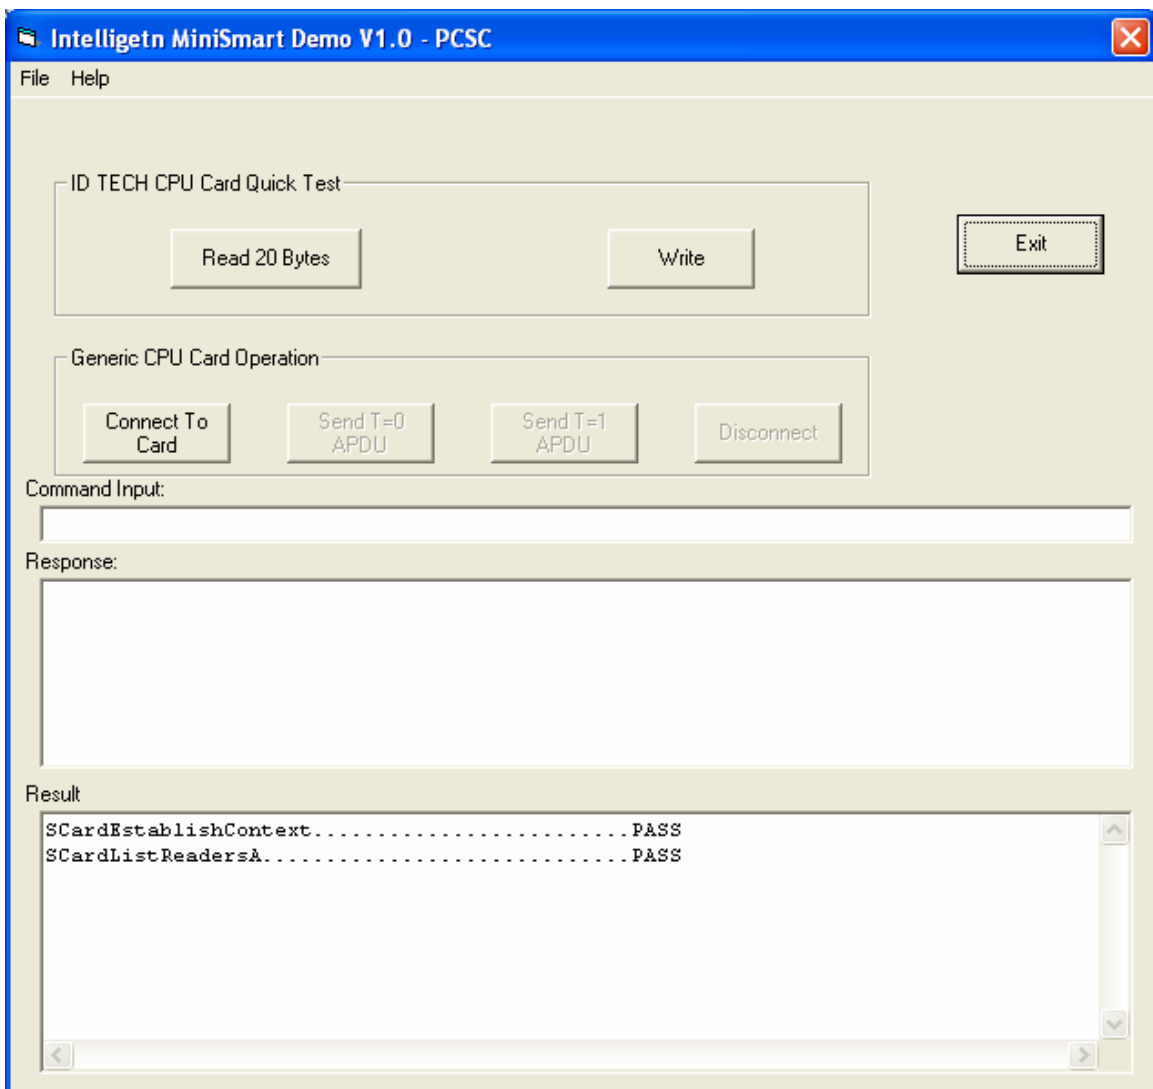 Intelligetn MiniSmart Demo V1.0 - PCSC
File Help
ID TECH CPU Card Quick Test
Read 20 Bytes
Write
Exit
Generic CPU Card Operation
Connect To
Card
Send T=0
APDU
Send T=1
APDU
Disconnect
Command Input:
Response:
Result
SCardEstablishContext.........................PASS
SCardListReadersA.............................PASS